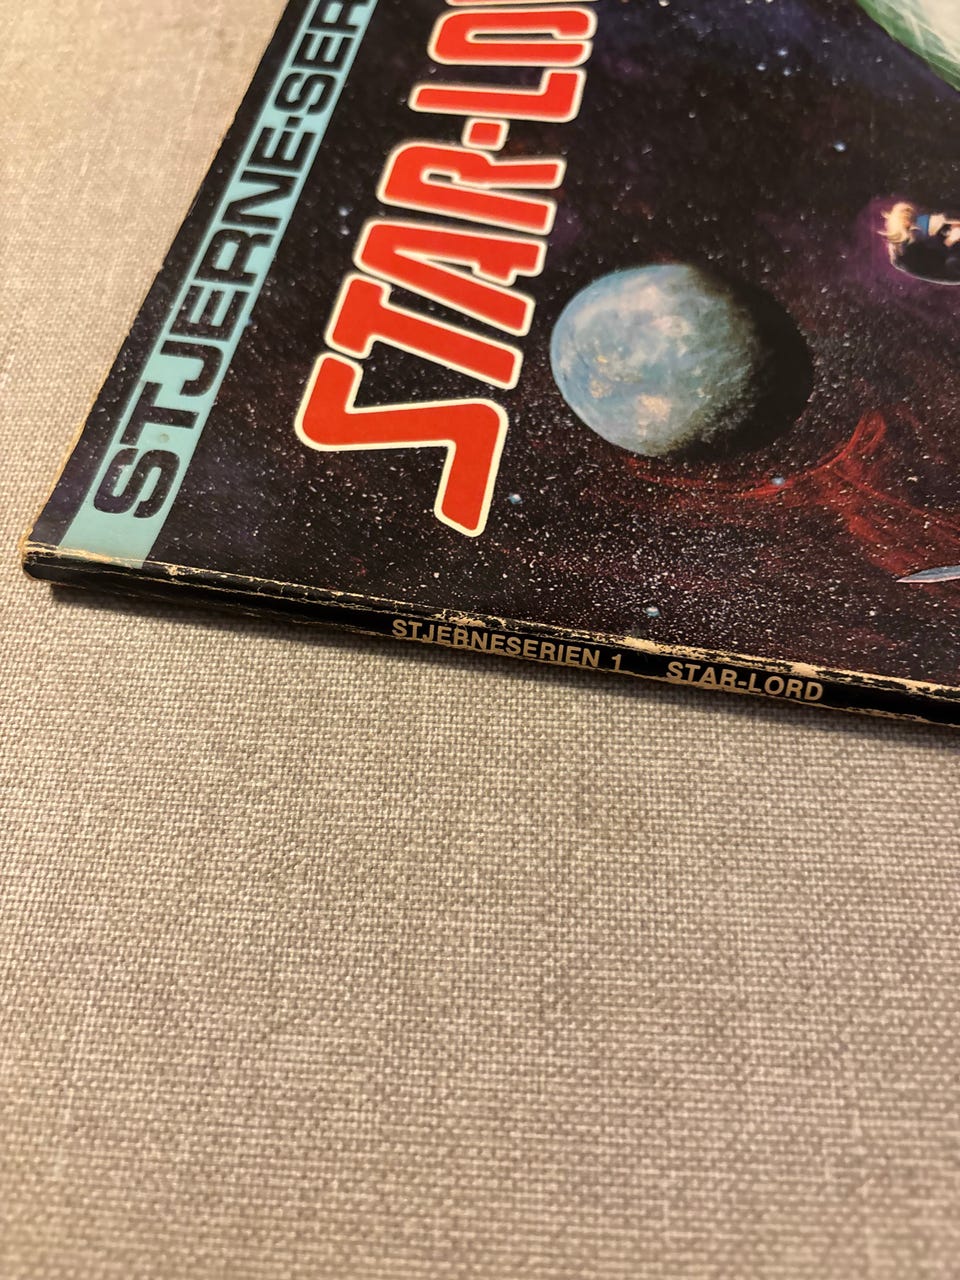 STJERNE-SER
STAR-LO
STJERNESERIEN 1 STAR-LORD